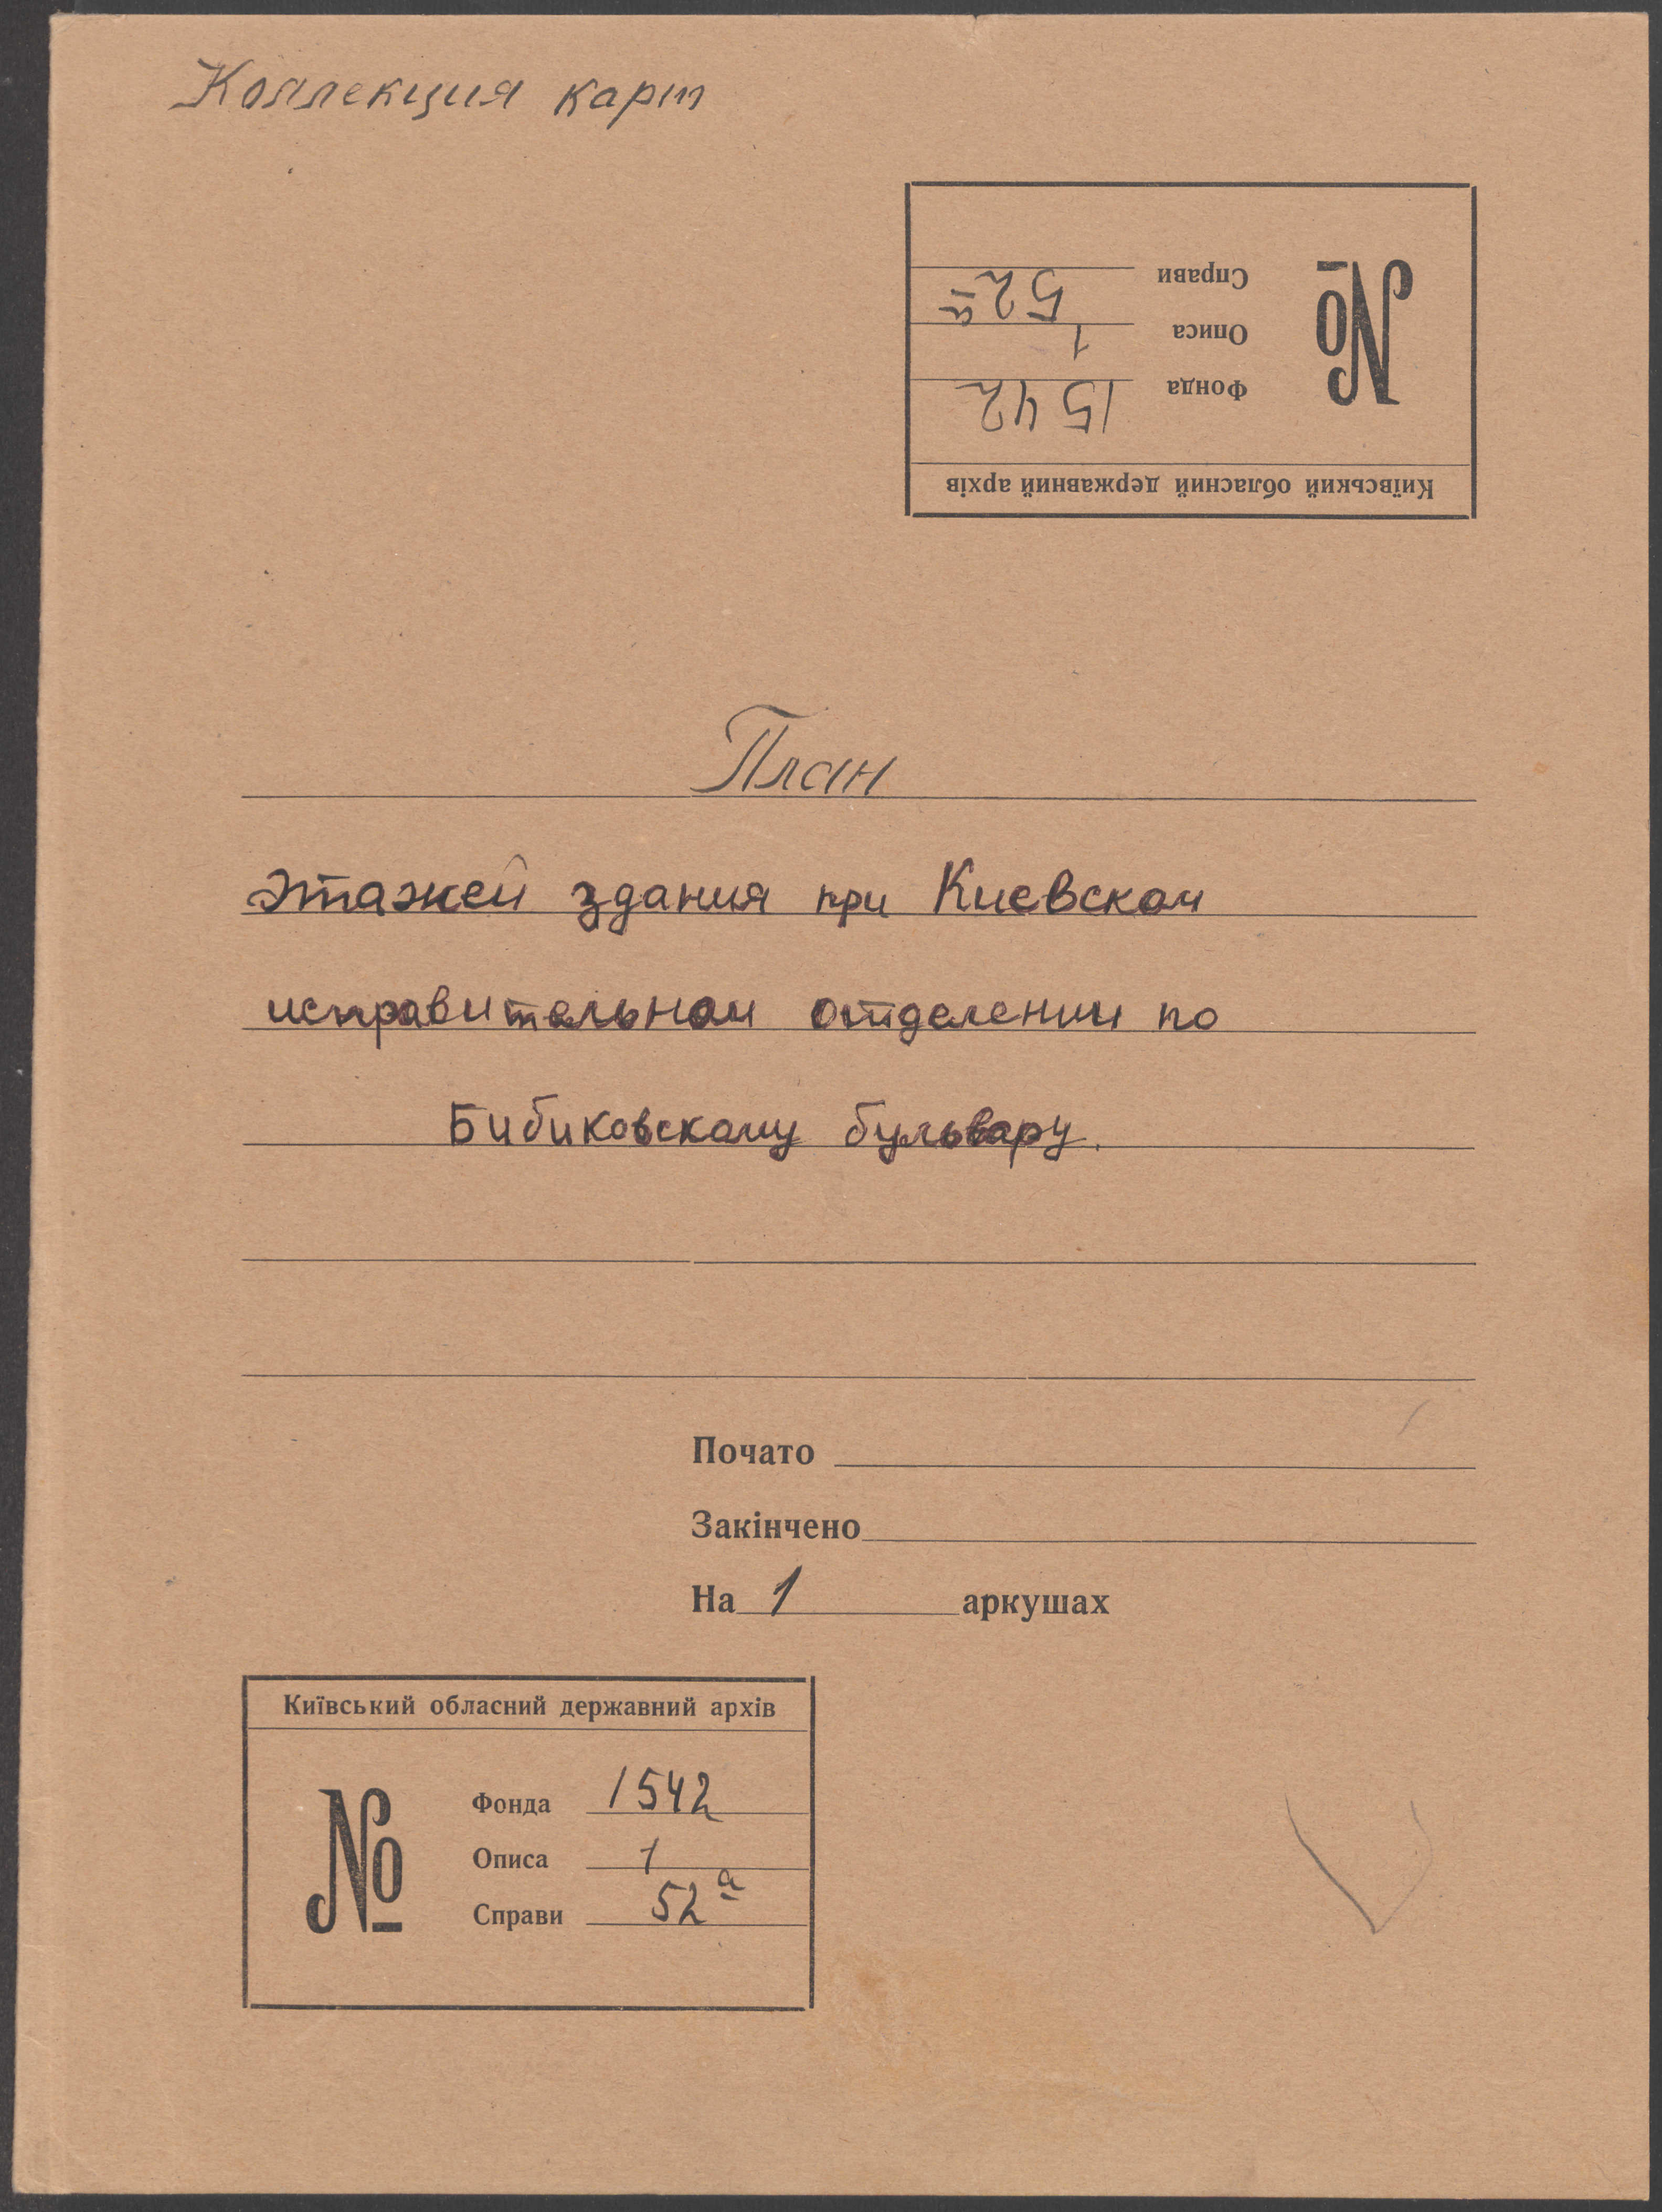 Коллекция карт
Київський обласний державний архів
№
Фонда 1542
Описа 1
Справи 52а
План
этажей здания при Киевском
исправительном отделении по
Бибиковскому бульвару.
Почато
Закінчено
На 1 аркушах
Київський обласний державний архів
№
Фонда 1542
Описа 1
Справи 52а